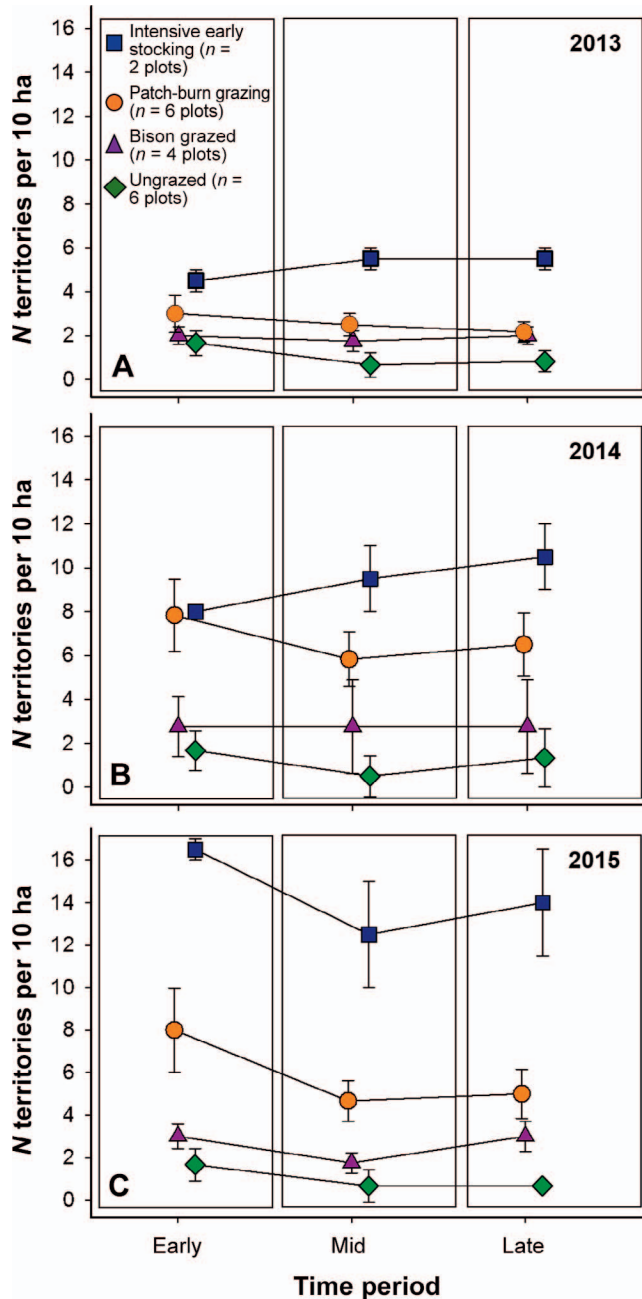 N territories per 10 ha
16
14
12
10
8
6
4
2
0
Intensive early
stocking (n =
2 plots)
Patch-burn grazing
(n = 6 plots)
Bison grazed
(n = 4 plots)
Ungrazed (n =
6 plots)
2013
A
N territories per 10 ha
16
14
12
10
8
6
4
2
0
2014
B
N territories per 10 ha
16
14
12
10
8
6
4
2
0
2015
C
Early
Mid
Late
Time period